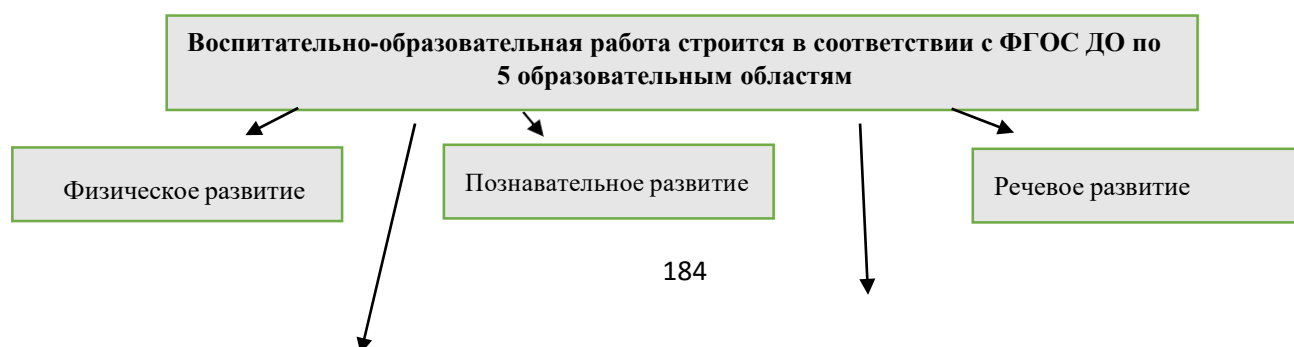 Воспитательно-образовательная работа строится в соответствии с ФГОС ДО по
5 образовательным областям
Физическое развитие
Познавательное развитие
Речевое развитие
184